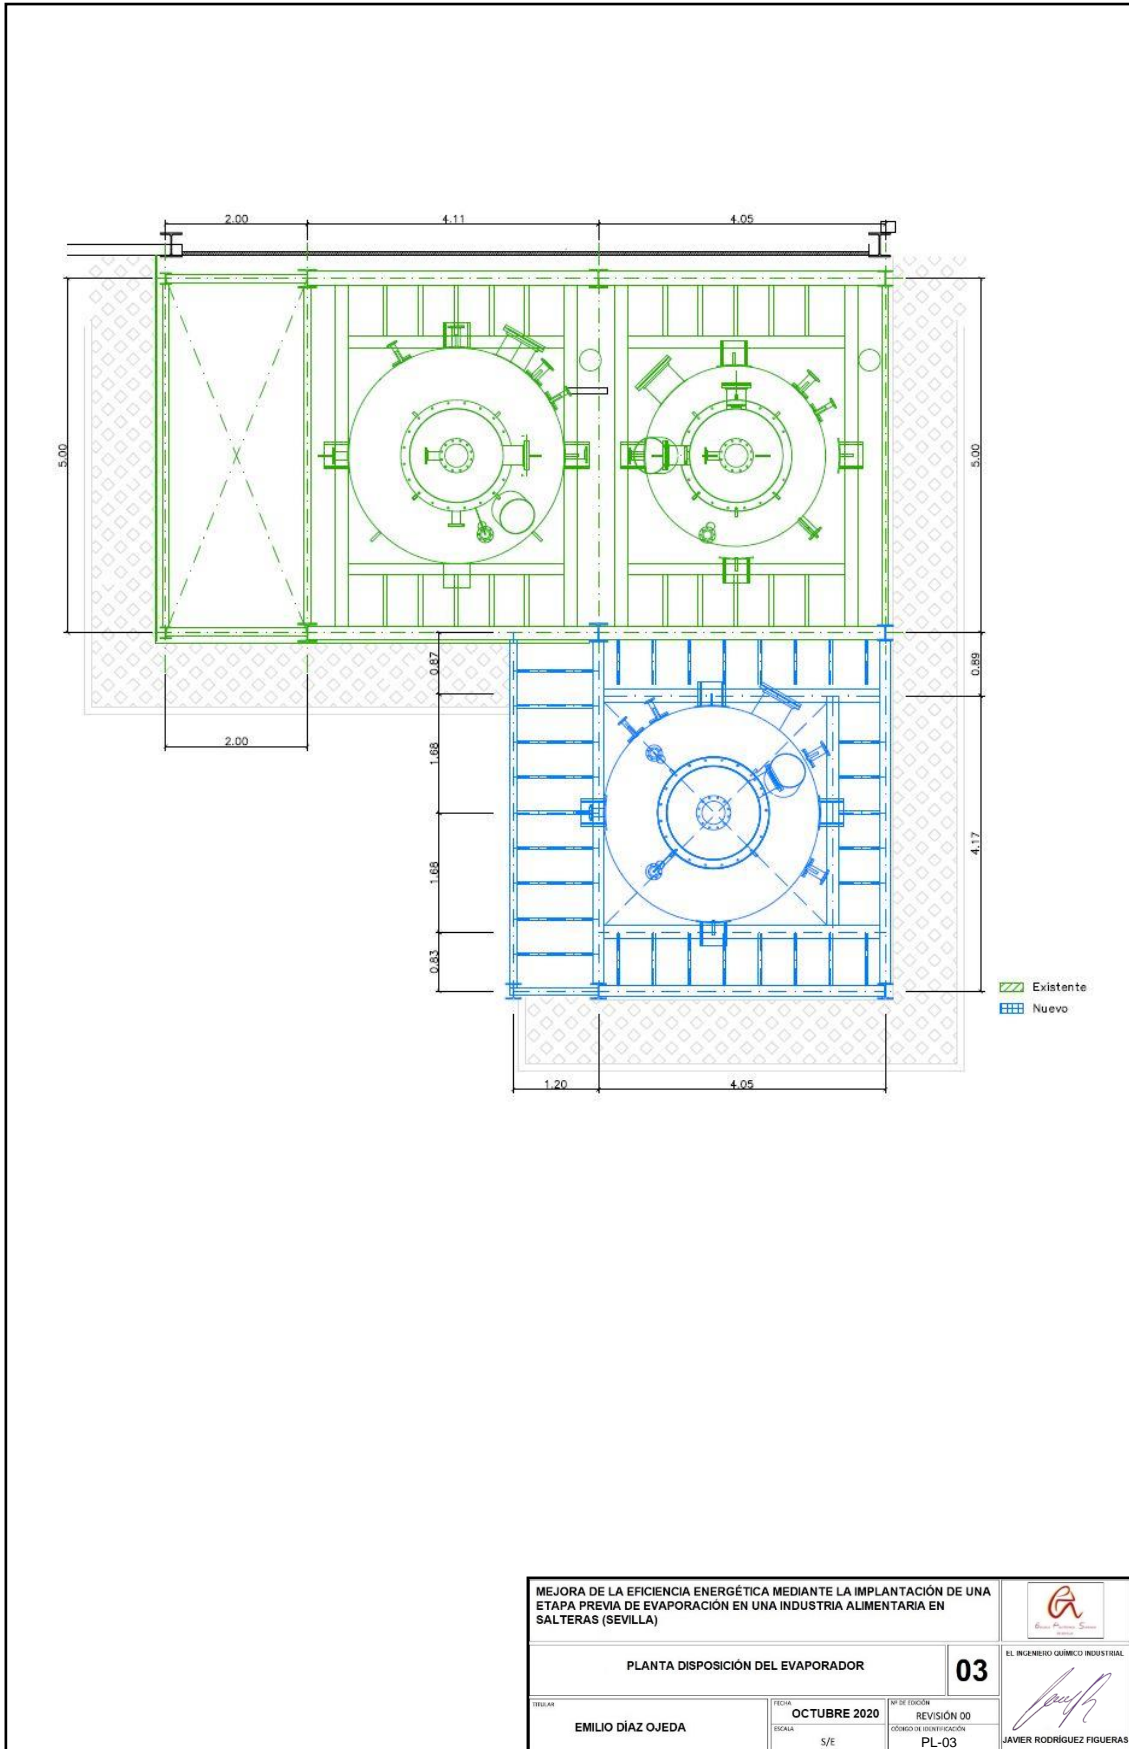 2.00
4.11
4.05
5.00
5.00
0.87
0.89
2.00
1.68
1.68
4.17
0.83
Existente
Nuevo
1.20
4.05
MEJORA DE LA EFICIENCIA ENERGÉTICA MEDIANTE LA IMPLANTACIÓN DE UNA
ETAPA PREVIA DE EVAPORACIÓN EN UNA INDUSTRIA ALIMENTARIA EN
SALTERAS (SEVILLA)
PLANTA DISPOSICIÓN DEL EVAPORADOR
03
EL INGENIERO QUÍMICO INDUSTRIAL
TITULAR
EMILIO DÍAZ OJEDA
FECHA
OCTUBRE 2020
Nº DE EDICIÓN
REVISIÓN 00
ESCALA
S/E
CÓDIGO DE IDENTIFICACIÓN
PL-03
JAVIER RODRÍGUEZ FIGUERAS